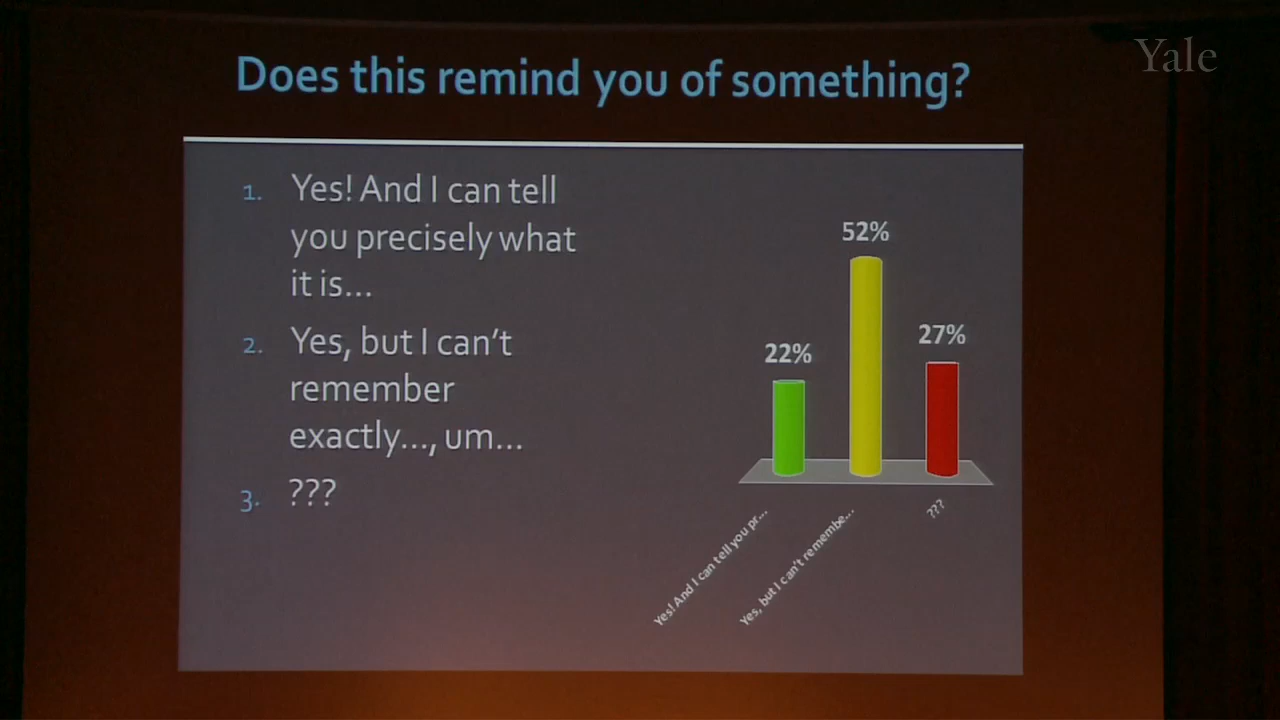 Yale
Does this remind you of something?
1. Yes! And I can tell
you precisely what
it is...
2. Yes, but I can't
remember
exactly..., um...
3. ???
52%
27%
22%
Yes! And I can tell you pr...
Yes, but I can't remembe...
???